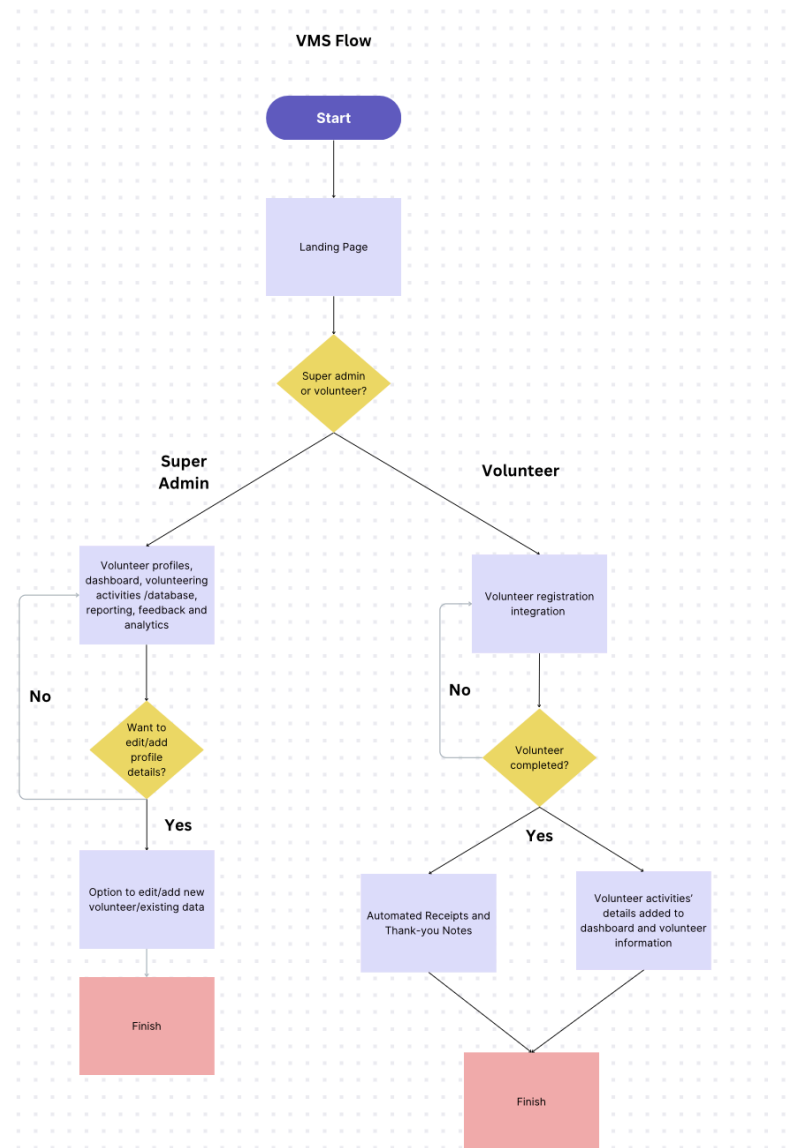 VMS Flow
Start
Landing Page
Super admin
or volunteer?
Super
Admin
Volunteer
Volunteer profiles,
dashboard, volunteering
activities /database,
reporting, feedback and
analytics
Volunteer registration
integration
No
No
Want to
edit/add
profile
details?
Volunteer
completed?
Yes
Yes
Option to edit/add new
volunteer/existing data
Automated Receipts and
Thank-you Notes
Volunteer activities’
details added to
dashboard and volunteer
information
Finish
Finish